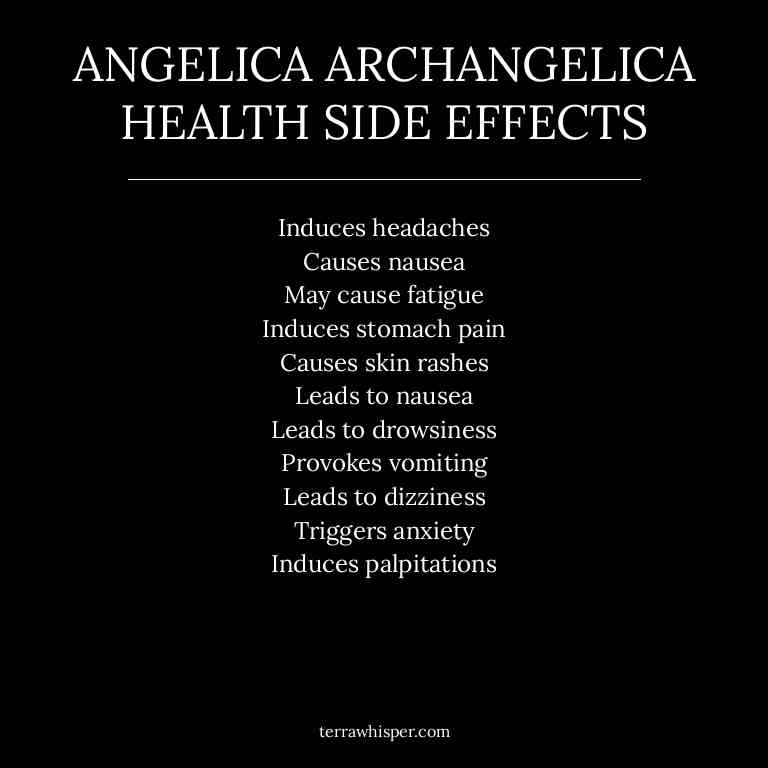 ANGELICA ARCHANGELICA
HEALTH SIDE EFFECTS
Induces headaches
Causes nausea
May cause fatigue
Induces stomach pain
Causes skin rashes
Leads to nausea
Leads to drowsiness
Provokes vomiting
Leads to dizziness
Triggers anxiety
Induces palpitations
terrawhisper.com